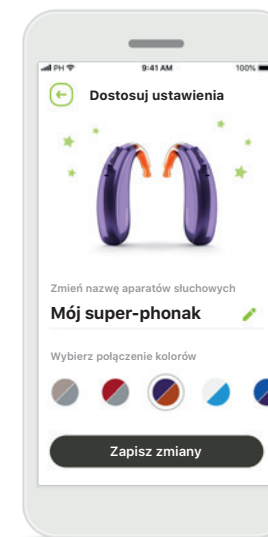 PH 9:41 AM 100%
Dostosuj ustawienia
Zmień nazwę aparatów słuchowych
Mój super-phonak
Wybierz połączenie kolorów
Zapisz zmiany